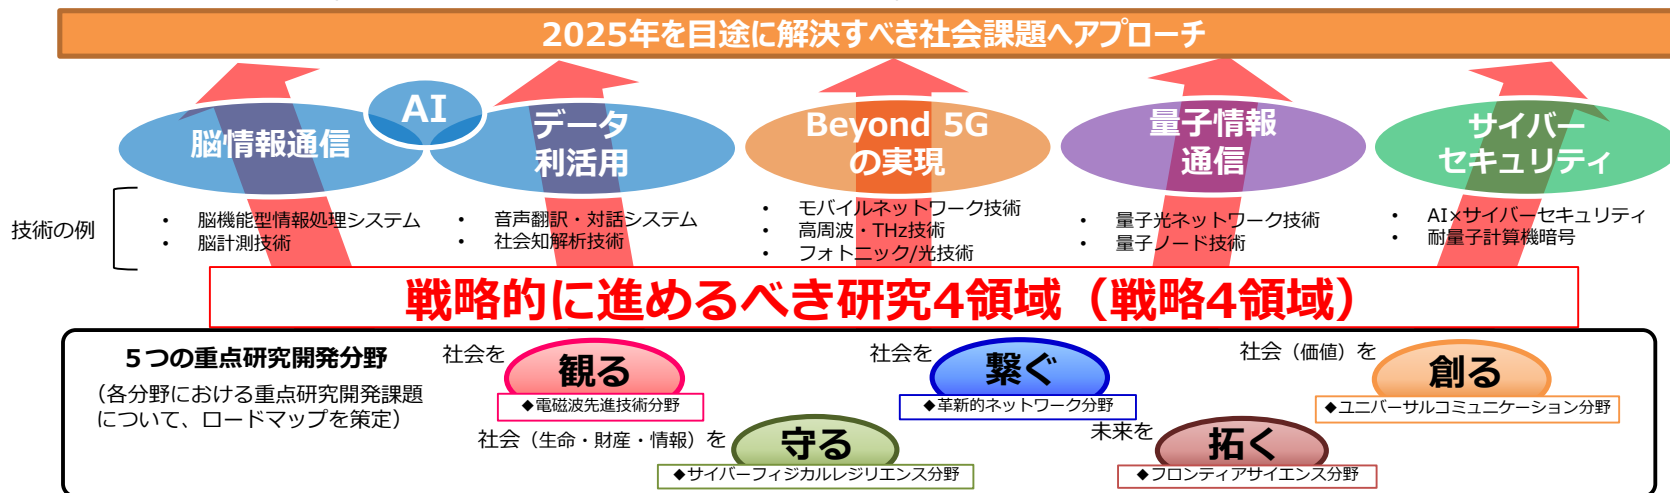 2025年を目途に解決すべき社会課題へアプローチ
AI
脳情報通信
データ
利活用
Beyond 5G
の実現
量子情報
通信
サイバー
セキュリティ
技術の例
• 脳機能型情報処理システム
• 脳計測技術
• 音声翻訳・対話システム
• 社会知解析技術
• モバイルネットワーク技術
• 高周波・THz技術
• フォトニック/光技術
• 量子光ネットワーク技術
• 量子ノード技術
• AI×サイバーセキュリティ
• 耐量子計算機暗号
戦略的に進めるべき研究4領域（戦略4領域）
５つの重点研究開発分野
（各分野における重点研究開発課題
について、ロードマップを策定）
社会を
観る
◆電磁波先進技術分野
社会を
繋ぐ
◆革新的ネットワーク分野
社会（価値）を
創る
◆ユニバーサルコミュニケーション分野
社会（生命・財産・情報）を
守る
◆サイバーフィジカルレジリエンス分野
未来を
拓く
◆フロンティアサイエンス分野